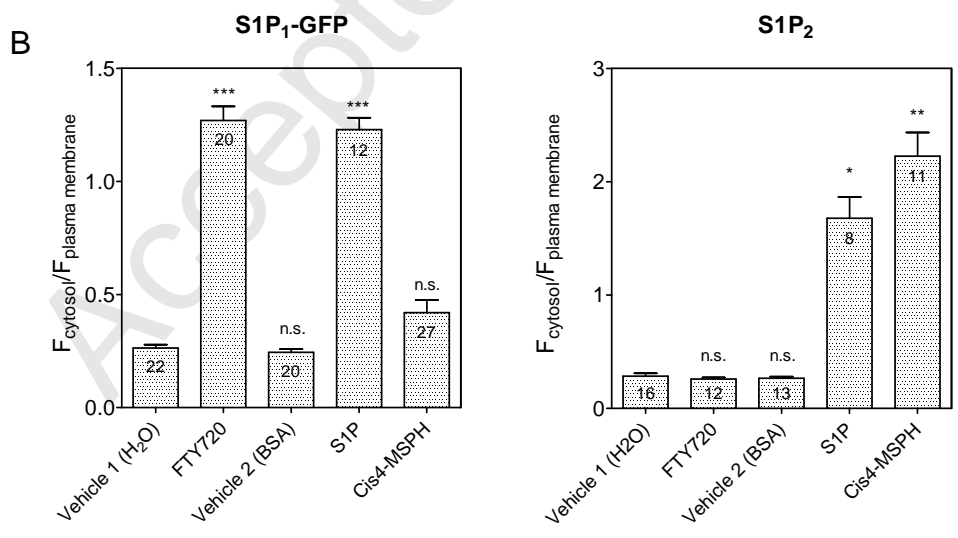 B
S1P1-GFP
Fcytosol/Fplasma membrane
1.5
1.0
0.5
0.0
***
***
n.s.
n.s.
22
20
20
12
27
Vehicle 1 (H2O)
FTY720
Vehicle 2 (BSA)
S1P
Cis4-MSPH
S1P2
Fcytosol/Fplasma membrane
3
2
1
0
n.s.
n.s.
*
**
16
12
13
8
11
Vehicle 1 (H2O)
FTY720
Vehicle 2 (BSA)
S1P
Cis4-MSPH
Accepte